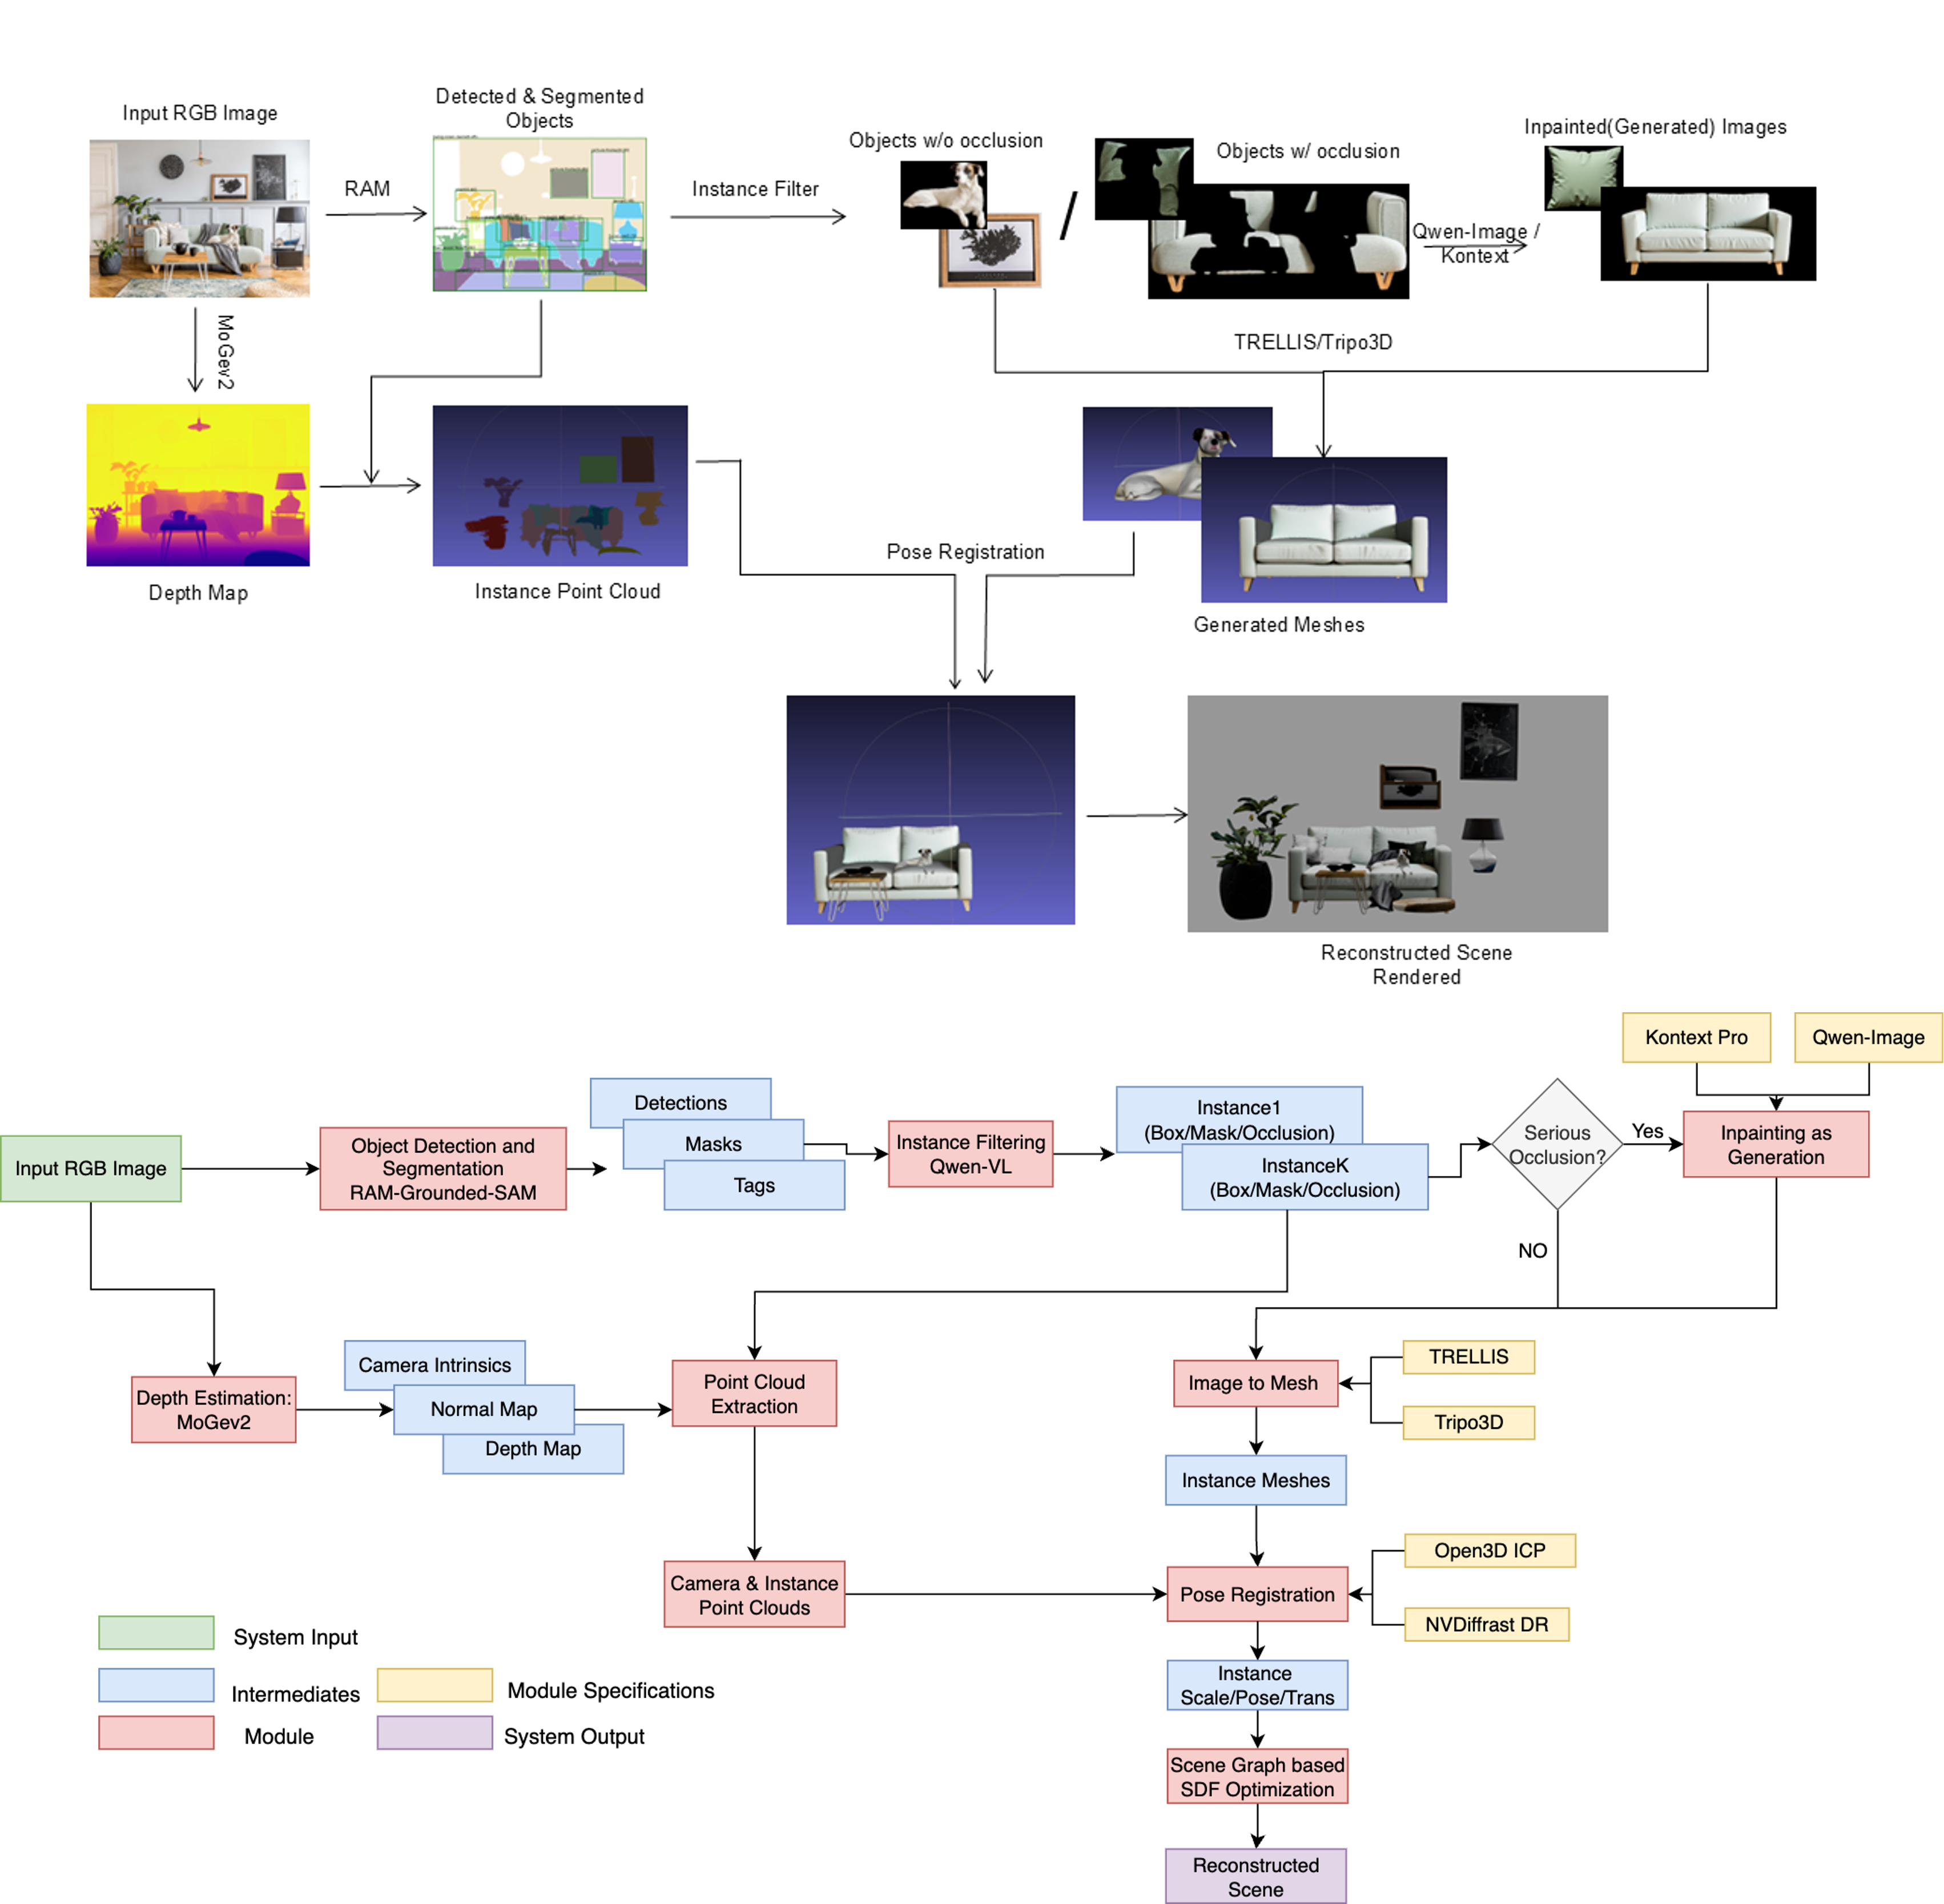 Input RGB Image
Detected & Segmented
Objects
RAM
Instance Filter
Objects w/o occlusion
/
Objects w/ occlusion
Qwen-Image /
Kontext
Inpainted(Generated) Images
MoGev2
TRELLIS/Tripo3D
Depth Map
Instance Point Cloud
Pose Registration
Generated Meshes
Reconstructed Scene
Rendered
Kontext Pro
Qwen-Image
Input RGB Image
Object Detection and
Segmentation
RAM-Grounded-SAM
Detections
Masks
Tags
Instance Filtering
Qwen-VL
Instance1
(Box/Mask/Occlusion)
InstanceK
(Box/Mask/Occlusion)
Serious
Occlusion?
Yes
Inpainting as
Generation
NO
Depth Estimation:
MoGev2
Camera Intrinsics
Normal Map
Depth Map
Point Cloud
Extraction
Image to Mesh
TRELLIS
Tripo3D
Instance Meshes
Camera & Instance
Point Clouds
Pose Registration
Open3D ICP
NVDiffrast DR
Instance
Scale/Pose/Trans
Scene Graph based
SDF Optimization
Reconstructed
Scene
System Input
Intermediates
Module Specifications
Module
System Output